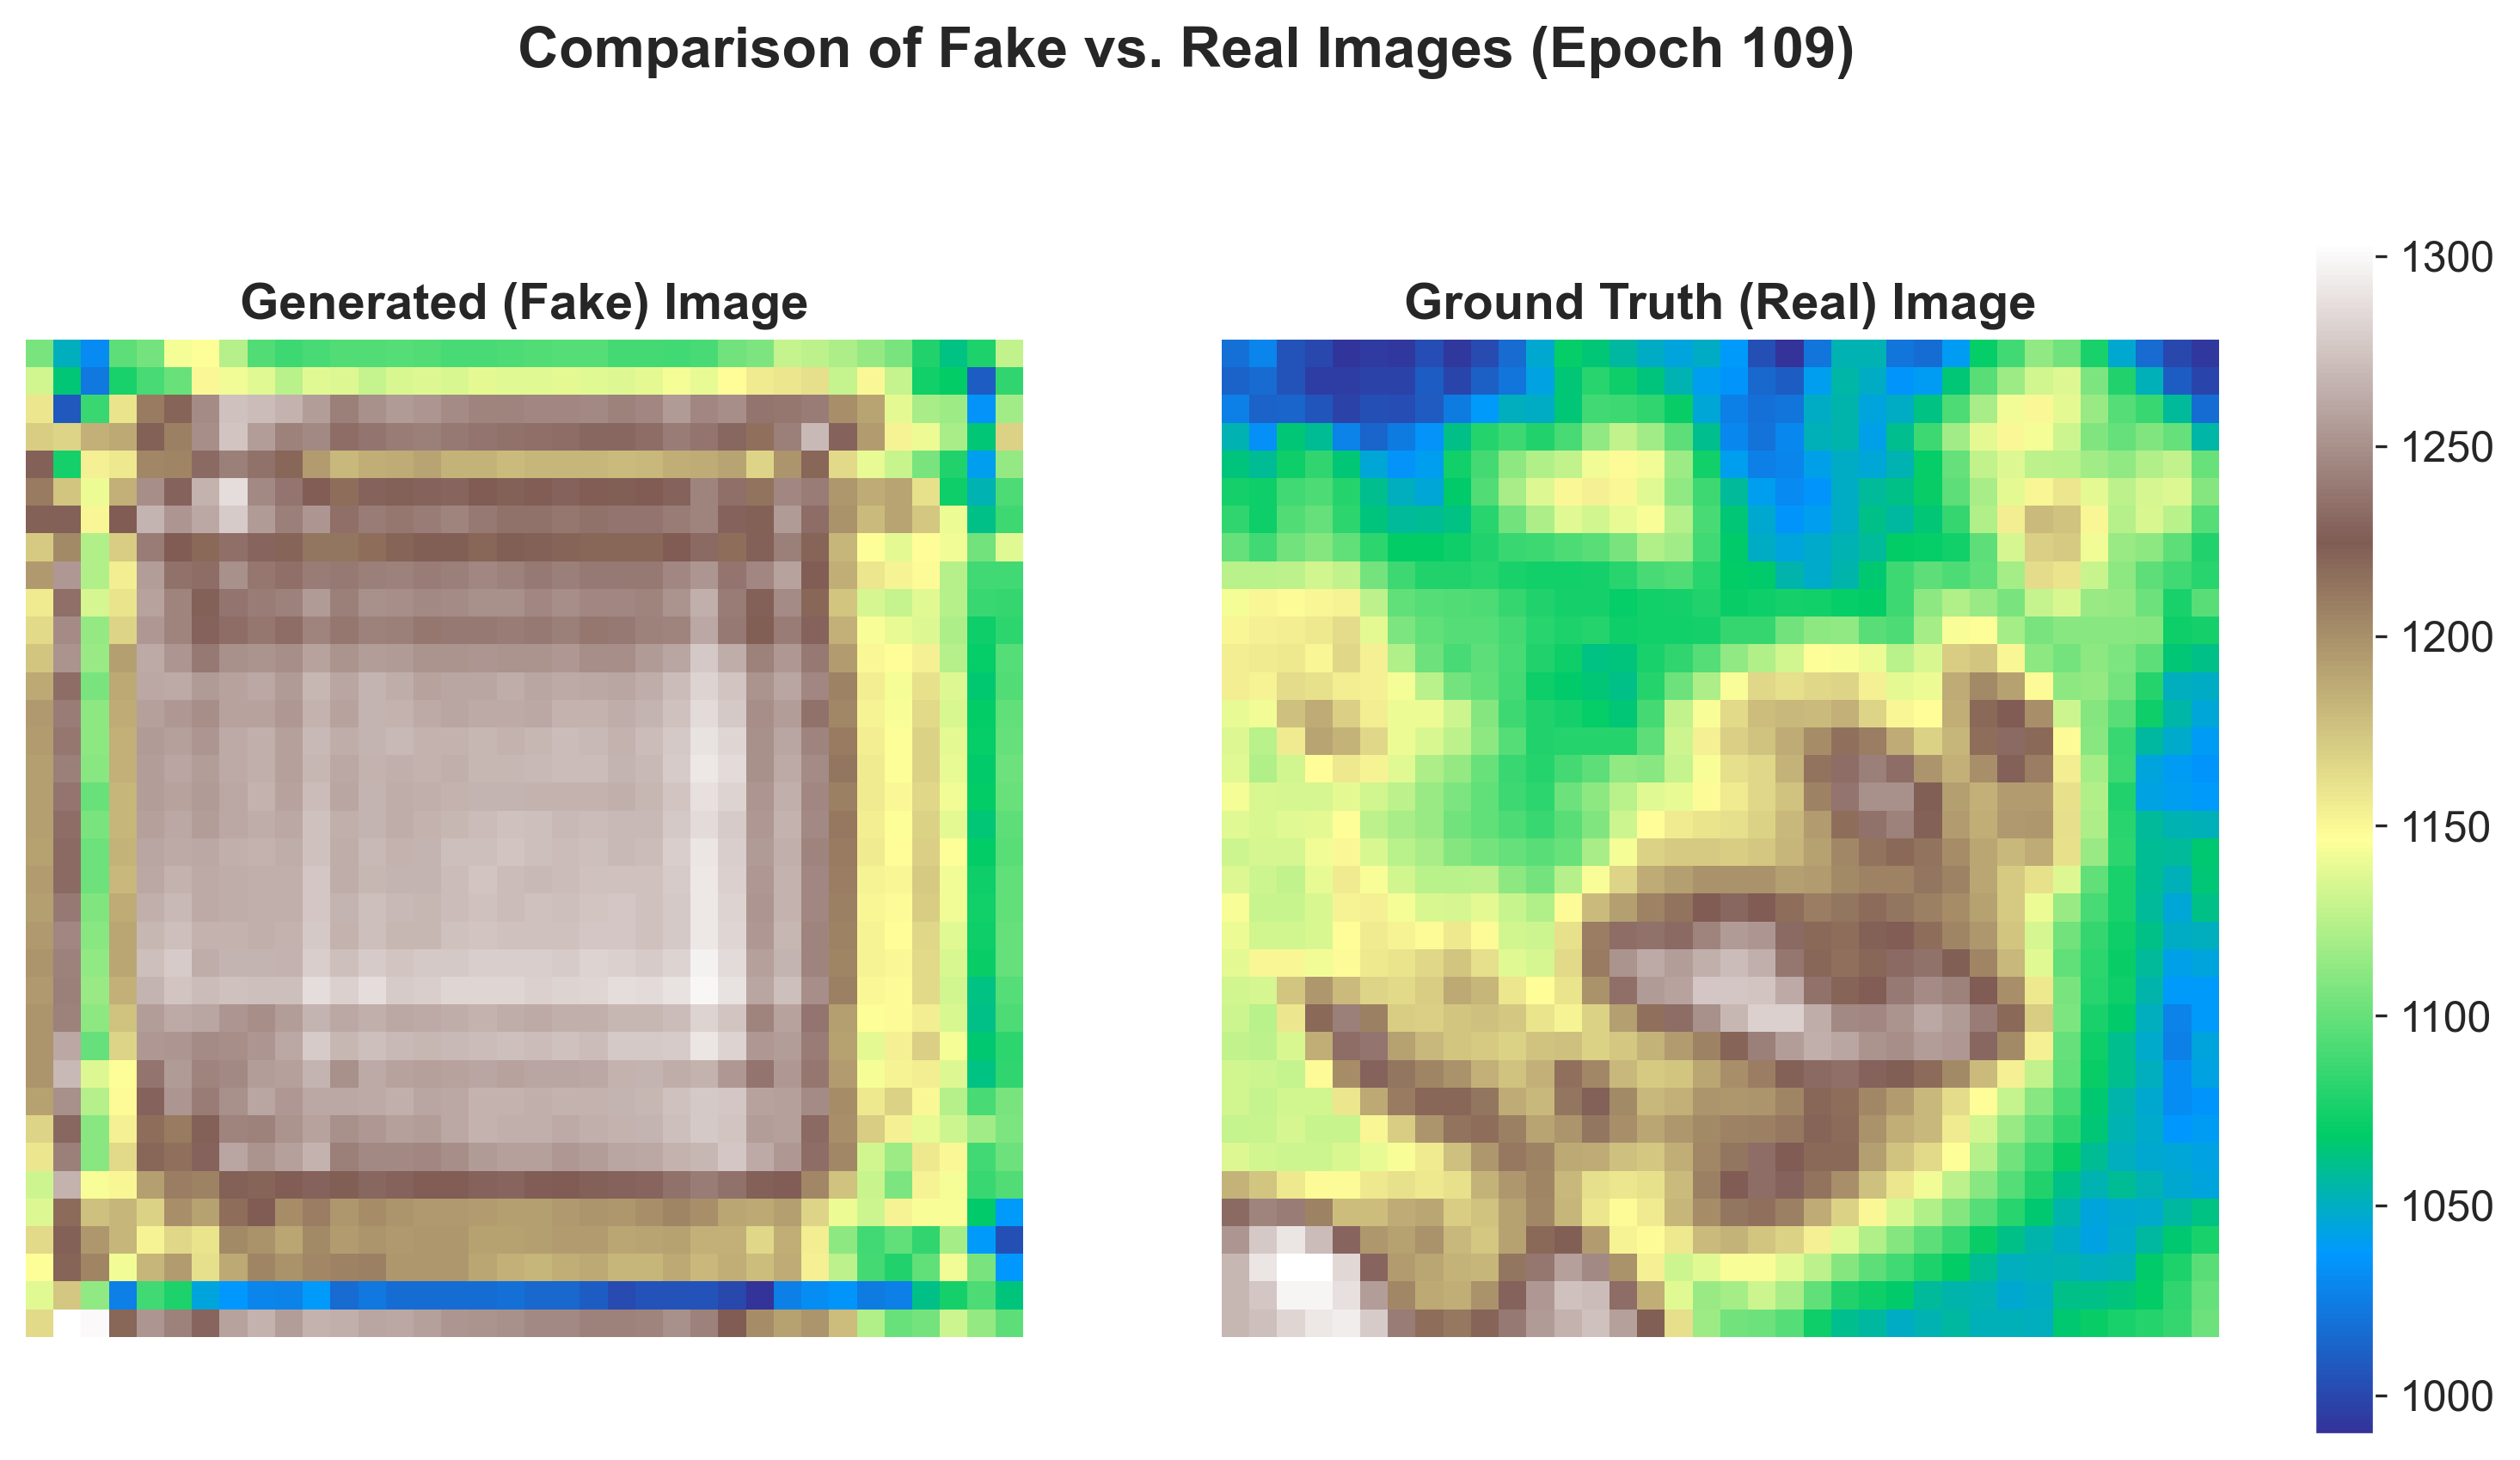 Comparison of Fake vs. Real Images (Epoch 109)
Generated (Fake) Image
Ground Truth (Real) Image
1300
1250
1200
1150
1100
1050
1000